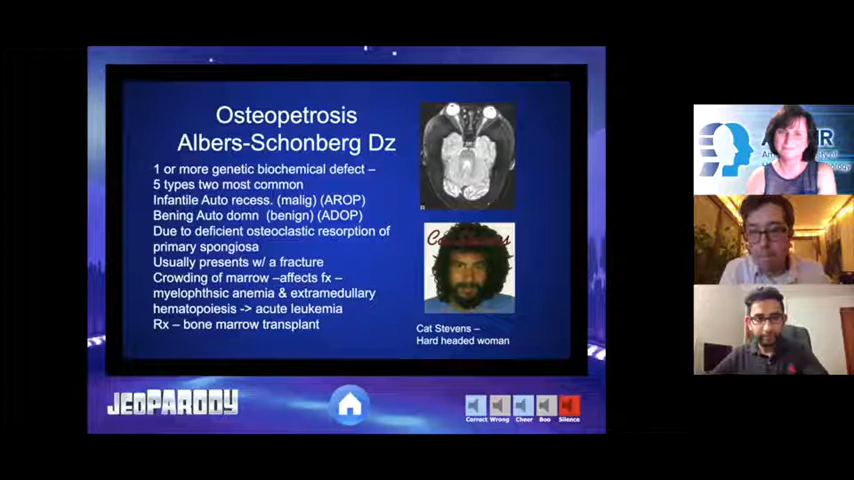 Osteopetrosis
Albers-Schonberg Dz
1 or more genetic biochemical defect –
5 types two most common
Infantile Auto recess. (malig) (AROP)
Bening Auto domn (benign) (ADOP)
Due to deficient osteoclastic resorption of
primary spongiosa
Usually presents w/ a fracture
Crowding of marrow –affects fx –
myelophthsic anemia & extramedullary
hematopoiesis -> acute leukemia
Rx – bone marrow transplant
Cat Stevens –
Hard headed woman
JEOPARODY
Correct Wrong Cheer Boo Silence